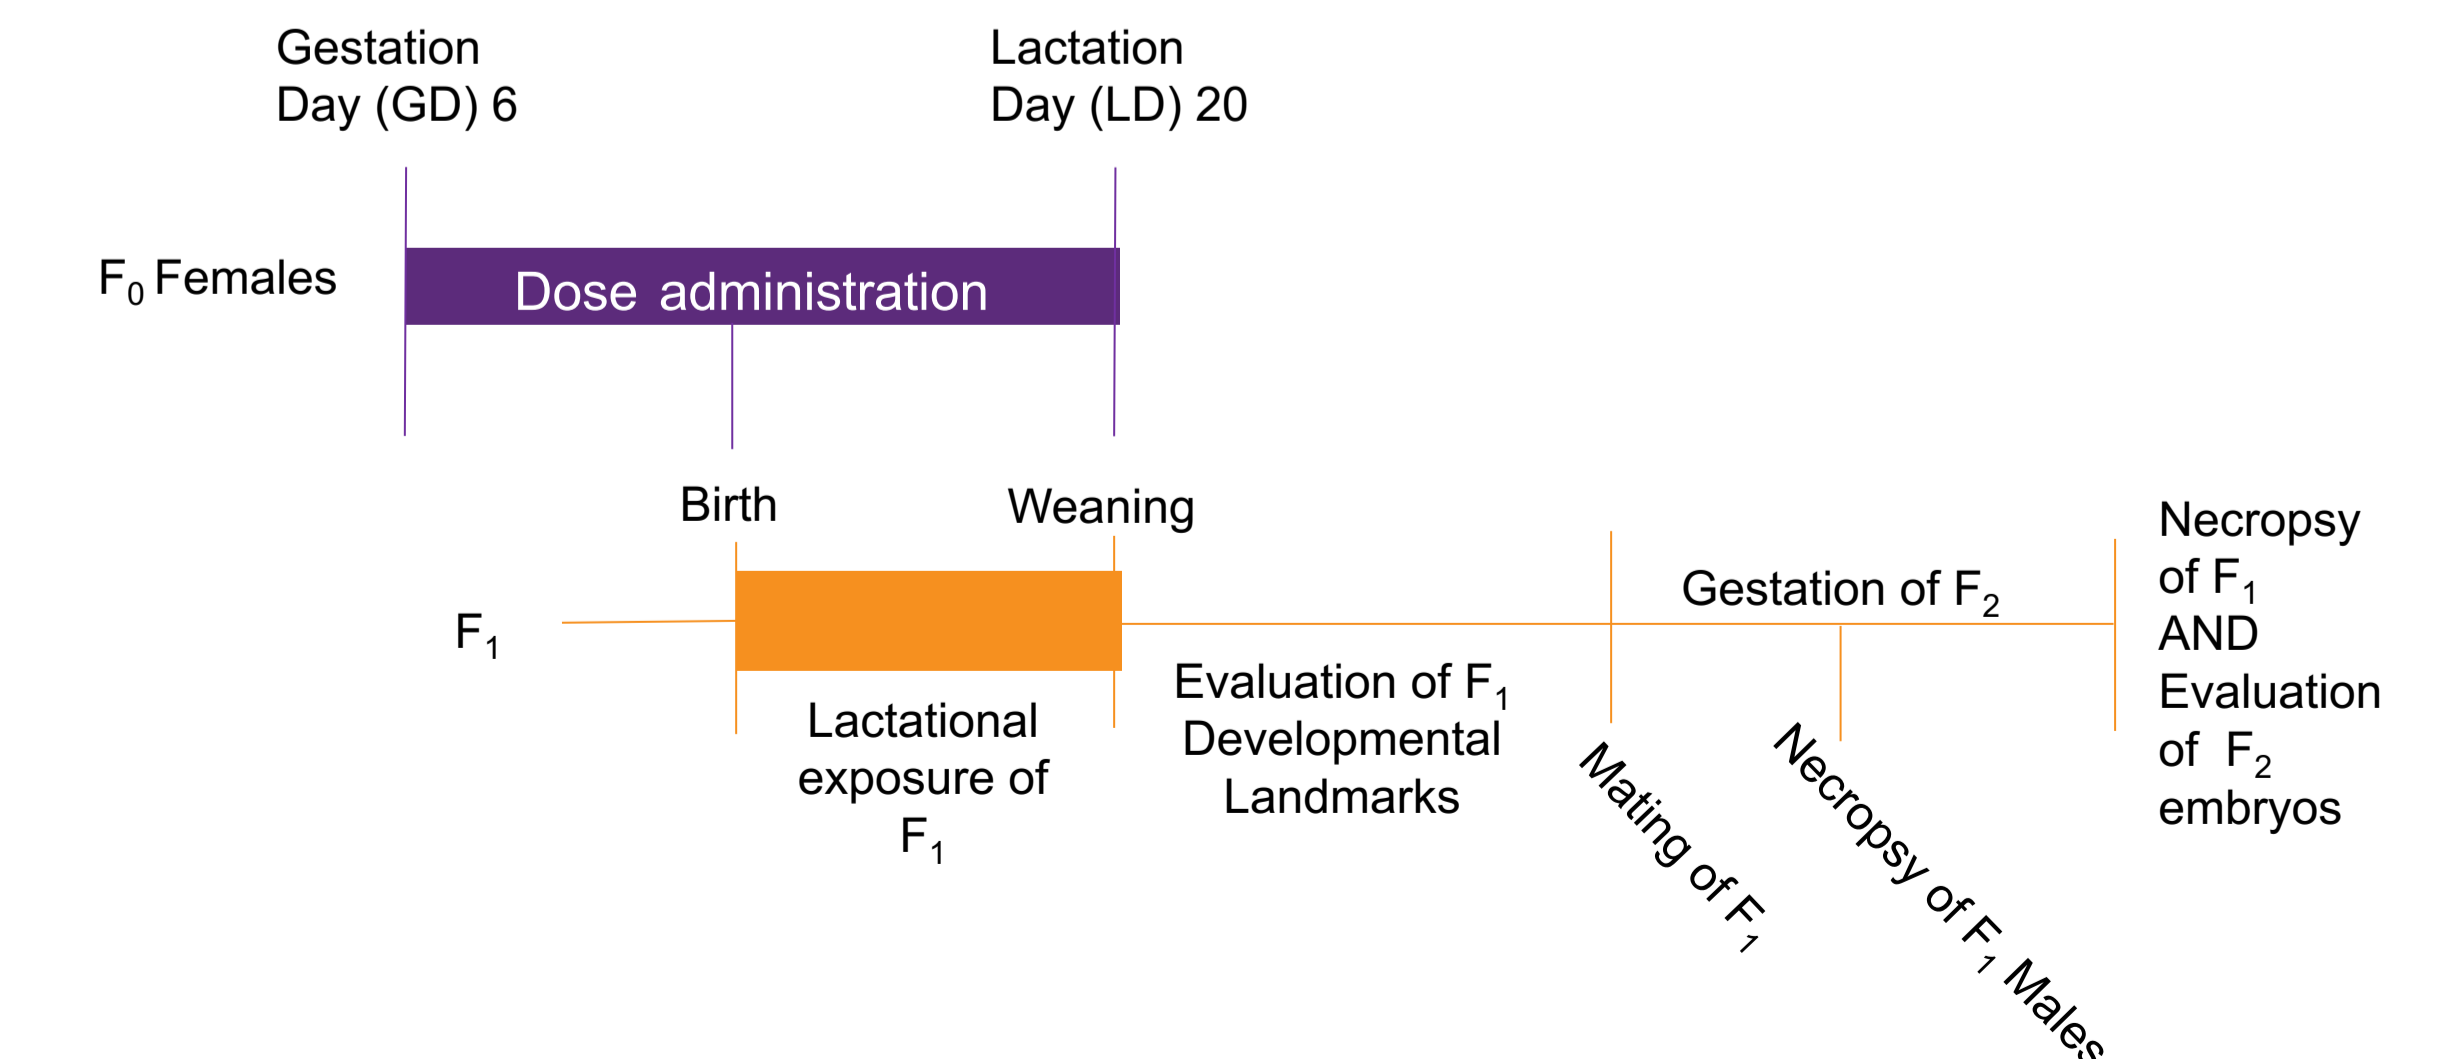 Gestation
Day (GD) 6
Lactation
Day (LD) 20
F0 Females
Dose administration
Birth
Weaning
F1
Lactational
exposure of
F1
Evaluation of F1
Developmental
Landmarks
Gestation of F2
Mating of F1
Necropsy of F1 Males
Necropsy
of F1
AND
Evaluation
of F2
embryos